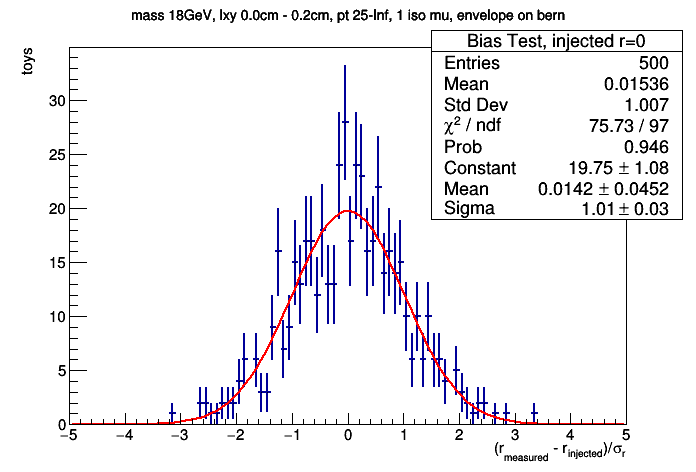 mass 18GeV, lxy 0.0cm - 0.2cm, pt 25-Inf, 1 iso mu, envelope on bern
Bias Test, injected r=0
Entries 500
Mean 0.01536
Std Dev 1.007
χ² / ndf 75.73 / 97
Prob 0.946
Constant 19.75 ± 1.08
Mean 0.0142 ± 0.0452
Sigma 1.01 ± 0.03
toys
30
25
20
15
10
5
0
−5 −4 −3 −2 −1 0 1 2 3 4 5
(r_measured - r_injected)/σ_r